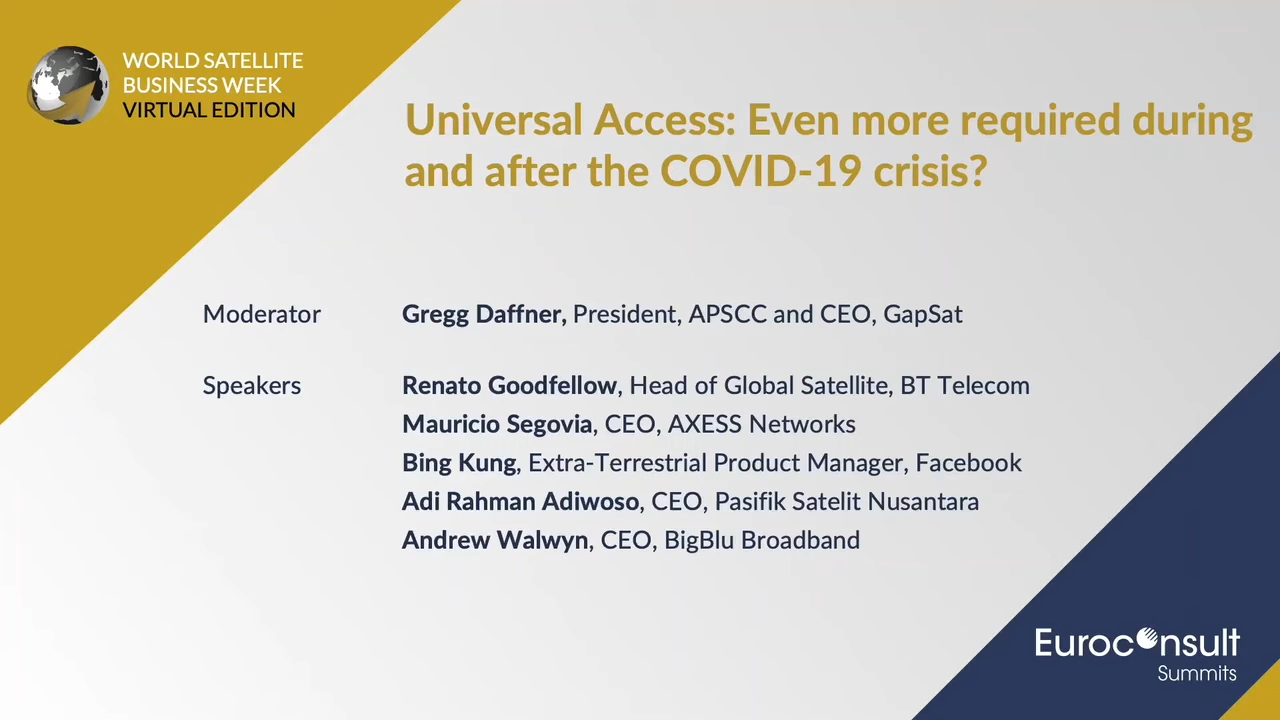 WORLD SATELLITE
BUSINESS WEEK
VIRTUAL EDITION
Universal Access: Even more required during
and after the COVID-19 crisis?
Moderator Gregg Daffner, President, APSCC and CEO, GapSat
Speakers Renato Goodfellow, Head of Global Satellite, BT Telecom
Mauricio Segovia, CEO, AXESS Networks
Bing Kung, Extra-Terrestrial Product Manager, Facebook
Adi Rahman Adiwoso, CEO, Pasifik Satelit Nusantara
Andrew Walwyn, CEO, BigBlu Broadband
Euroconsult
Summits